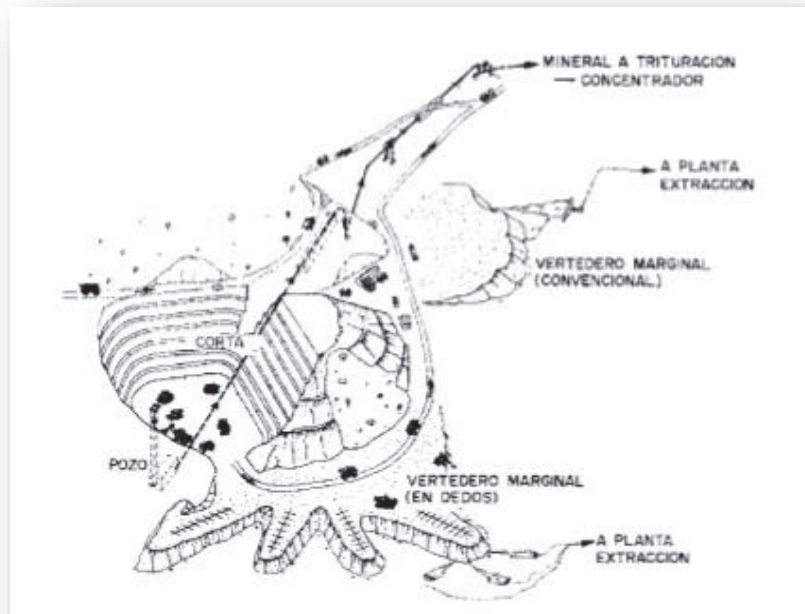 MINERAL A TRITURACION
CONCENTRADOR
A PLANTA
EXTRACCION
VERTEDERO MARGINAL
(CONVENCIONAL)
CORTA
POZO
VERTEDERO MARGINAL
(EN DEDOS)
A PLANTA
EXTRACCION